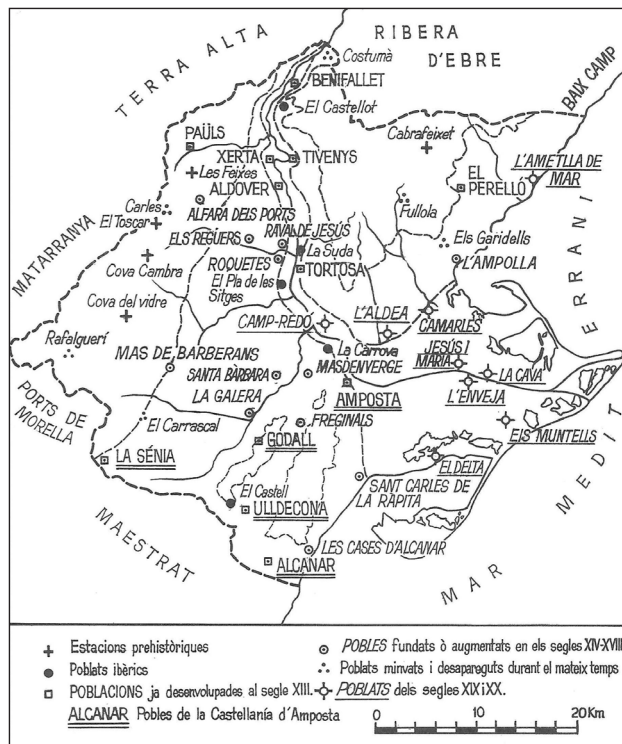 TERRA ALTA
RIBERA
D'EBRE
BAIX CAMP
Costumà
BENIFALLET
El Castellot
PAÜLS
Cabrafeixet
XERTA
TIVENYS
Les Feixes
L'AMETLLA DE
MAR
ALDOVER
EL
PERELLÓ
Carles
El Toscar
Fullola
ALFARA DELS PORTS
RAVAL DE JESÚS
MATARRANYA
ELS REGUERS
Els Garidells
La Suda
L'AMPOLLA
ROQUETES
TORTOSA
Cova Cambra
El Pla de les
Sitges
Cova del vidre
CAMP-REDÓ
L'ALDEA
CAMARLES
Rafalguerí
La Carrova
JESÚS I
MARIA
MAS DE BARBERANS
MASDENVERGE
LA CAVA
SANTA BÀRBARA
AMPOSTA
L'ENVEJA
PORTS DE
MORELLA
LA GALERA
FREGINALS
El Carrascal
ELS MUNTELLS
GODALL
LA SÉNIA
EL DELTA
SANT CARLES DE
LA RÀPITA
El Castell
ULLDECONA
MAESTRAT
LES CASES D'ALCANAR
ALCANAR
MAR MEDITERRANI
Estacions prehistòriques
Poblats ibèrics
POBLACIONS ja desenvolupades al segle XIII.
ALCANAR Pobles de la Castellanía d'Amposta
POBLES fundats ò augmentats en els segles XIV-XVIII
Poblats minvats i desapareguts durant el mateix temps
POBLATS dels segles XIX i XX.
0 10 20 Km